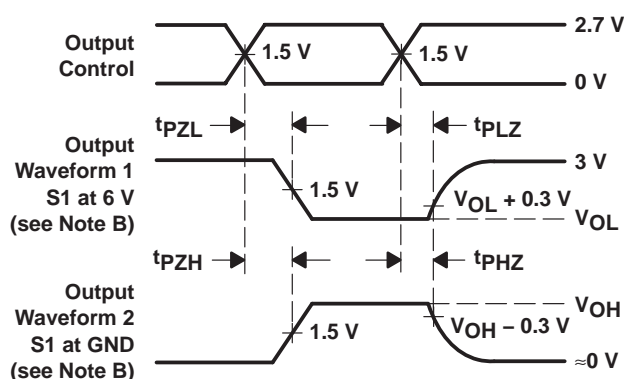 2.7 V
Output
Control
1.5 V
1.5 V
0 V
tPZL
tPLZ
Output
Waveform 1
S1 at 6 V
(see Note B)
3 V
1.5 V
VOL + 0.3 V
VOL
tPZH
tPHZ
Output
Waveform 2
S1 at GND
(see Note B)
VOH
1.5 V
VOH – 0.3 V
≈0 V